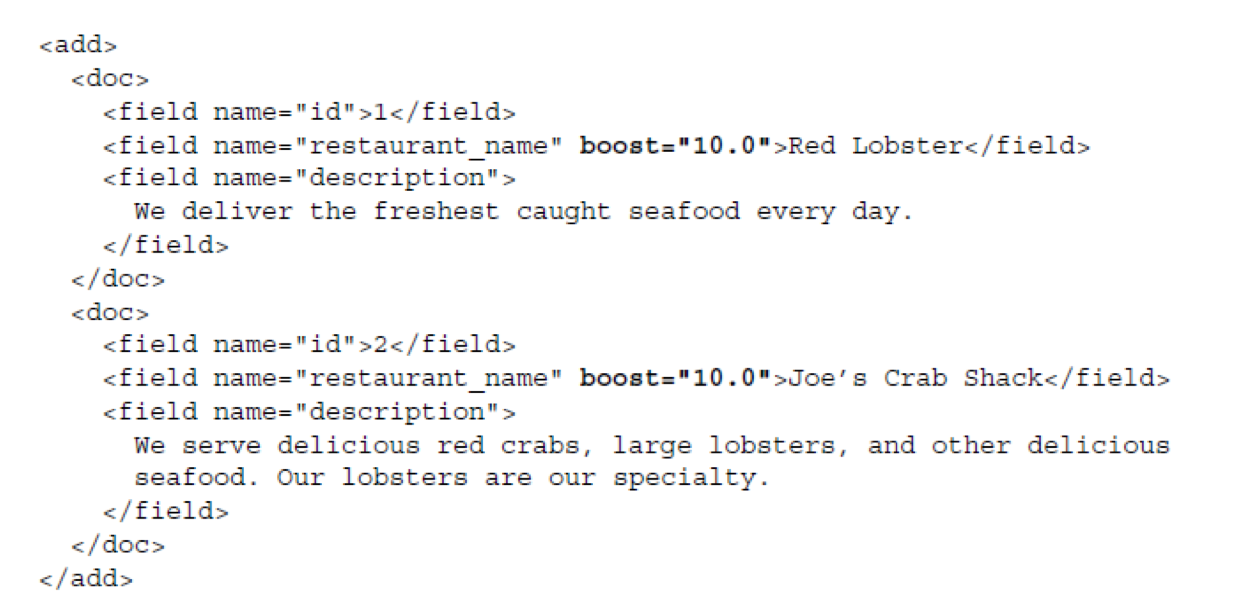 <add>
  <doc>
    <field name="id">1</field>
    <field name="restaurant_name" boost="10.0">Red Lobster</field>
    <field name="description">
      We deliver the freshest caught seafood every day.
    </field>
  </doc>
  <doc>
    <field name="id">2</field>
    <field name="restaurant_name" boost="10.0">Joe’s Crab Shack</field>
    <field name="description">
      We serve delicious red crabs, large lobsters, and other delicious
      seafood. Our lobsters are our specialty.
    </field>
  </doc>
</add>